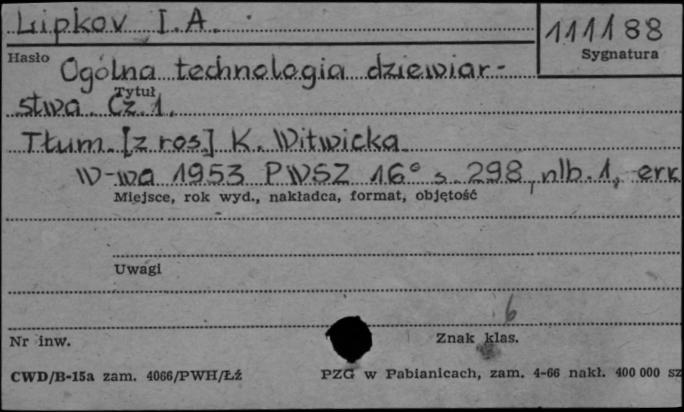 Lipkov I.A.
111188
Hasło
Sygnatura
Ogólna technologia dziewiar-
Tytuł
stwa. Cz. 1.
Tłum. [z ros.] K. Witwicka
W-wa 1953 PWSZ 16° s. 298, nlb. 1, err
Miejsce, rok wyd., nakładca, format, objętość
Uwagi
6
Nr inw.
Znak klas.
CWD/B-15a zam. 4066/PWH/Łź
PZG w Pabianicach, zam. 4-66 nakł. 400 000 sz